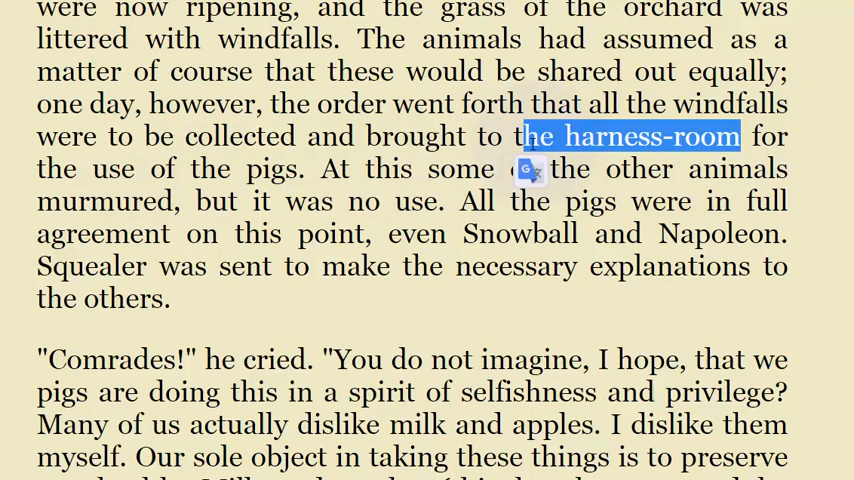 were now ripening, and the grass of the orchard was
littered with windfalls. The animals had assumed as a
matter of course that these would be shared out equally;
one day, however, the order went forth that all the windfalls
were to be collected and brought to the harness-room for
the use of the pigs. At this some the other animals
murmured, but it was no use. All the pigs were in full
agreement on this point, even Snowball and Napoleon.
Squealer was sent to make the necessary explanations to
the others.
"Comrades!" he cried. "You do not imagine, I hope, that we
pigs are doing this in a spirit of selfishness and privilege?
Many of us actually dislike milk and apples. I dislike them
myself. Our sole object in taking these things is to preserve